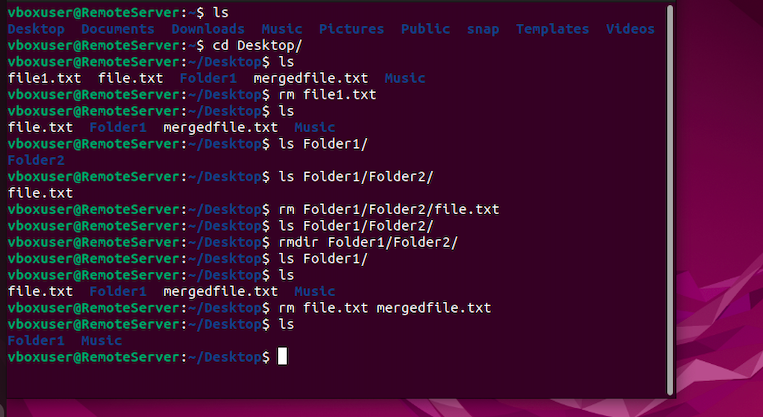 vboxuser@RemoteServer:~$ ls
Desktop  Documents  Downloads  Music  Pictures  Public  snap  Templates  Videos
vboxuser@RemoteServer:~$ cd Desktop/
vboxuser@RemoteServer:~/Desktop$ ls
file1.txt  file.txt  Folder1  mergedfile.txt  Music
vboxuser@RemoteServer:~/Desktop$ rm file1.txt
vboxuser@RemoteServer:~/Desktop$ ls
file.txt  Folder1  mergedfile.txt  Music
vboxuser@RemoteServer:~/Desktop$ ls Folder1/
Folder2
vboxuser@RemoteServer:~/Desktop$ ls Folder1/Folder2/
file.txt
vboxuser@RemoteServer:~/Desktop$ rm Folder1/Folder2/file.txt
vboxuser@RemoteServer:~/Desktop$ ls Folder1/Folder2/
vboxuser@RemoteServer:~/Desktop$ rmdir Folder1/Folder2/
vboxuser@RemoteServer:~/Desktop$ ls Folder1/
vboxuser@RemoteServer:~/Desktop$ ls
file.txt  Folder1  mergedfile.txt  Music
vboxuser@RemoteServer:~/Desktop$ rm file.txt mergedfile.txt
vboxuser@RemoteServer:~/Desktop$ ls
Folder1  Music
vboxuser@RemoteServer:~/Desktop$